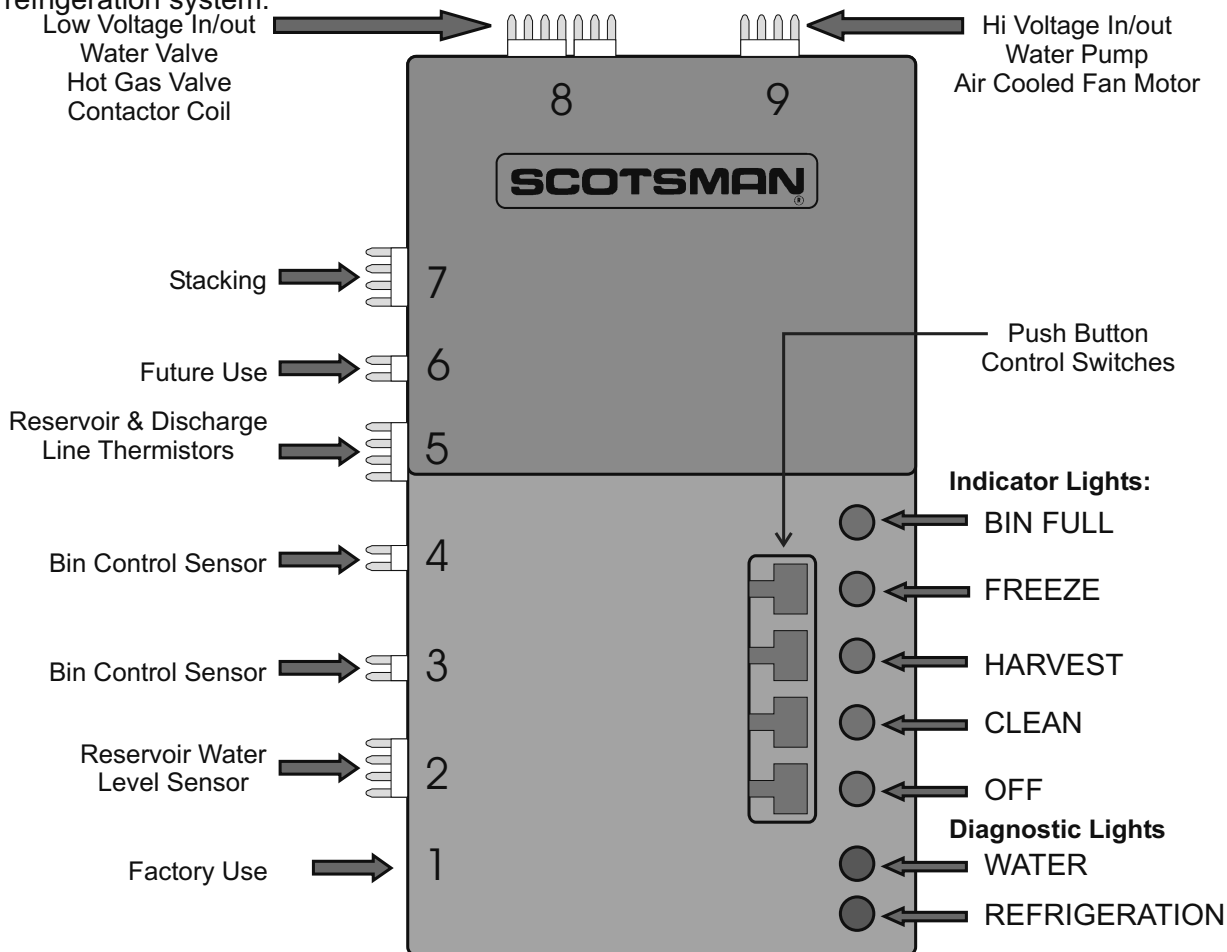 refrigeration system.
Low Voltage In/out
Water Valve
Hot Gas Valve
Contactor Coil
Hi Voltage In/out
Water Pump
Air Cooled Fan Motor
8
9
SCOTSMAN
®
Stacking
7
Future Use
6
Push Button
Control Switches
Reservoir & Discharge
Line Thermistors
5
Indicator Lights:
BIN FULL
Bin Control Sensor
4
FREEZE
Bin Control Sensor
3
HARVEST
CLEAN
Reservoir Water
Level Sensor
2
OFF
Diagnostic Lights
WATER
Factory Use
1
REFRIGERATION